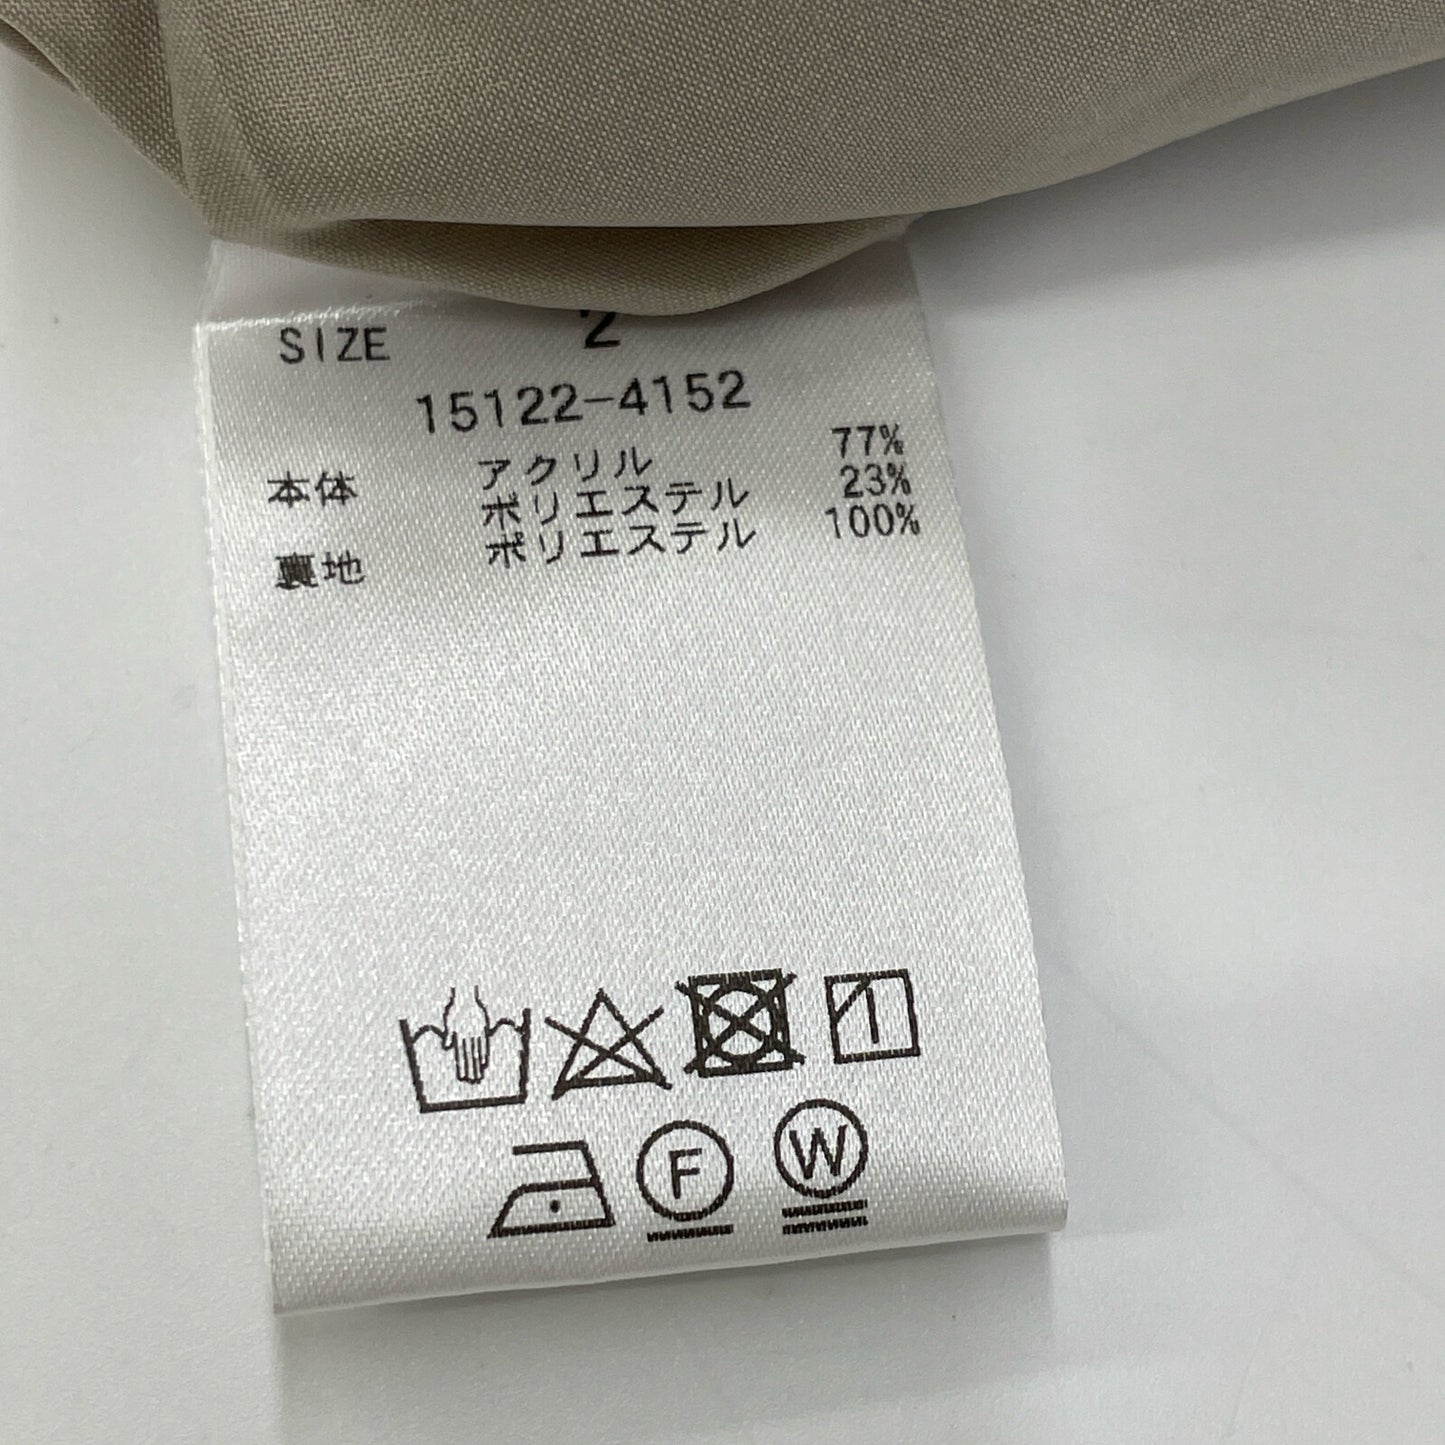 SIZE 2
15122-4152
本体 アクリル 77%
ポリエステル 23%
裏地 ポリエステル 100%
F W